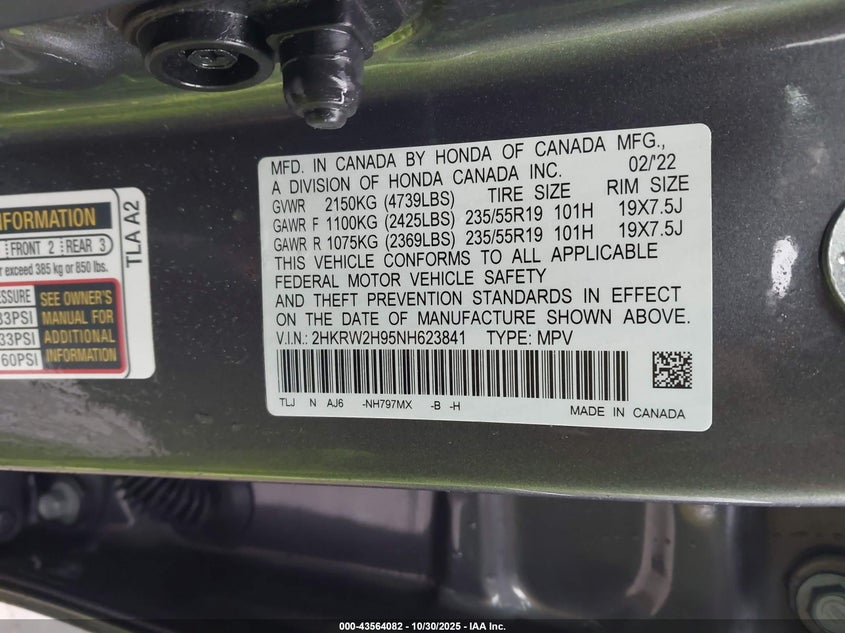 MFD. IN CANADA BY HONDA OF CANADA MFG., 02/'22
A DIVISION OF HONDA CANADA INC. TIRE SIZE RIM SIZE
GVWR 2150KG (4739LBS)
GAWR F 1100KG (2425LBS) 235/55R19 101H 19X7.5J
GAWR R 1075KG (2369LBS) 235/55R19 101H 19X7.5J
THIS VEHICLE CONFORMS TO ALL APPLICABLE
FEDERAL MOTOR VEHICLE SAFETY
AND THEFT PREVENTION STANDARDS IN EFFECT
ON THE DATE OF MANUFACTURE SHOWN ABOVE.
V.I.N.: 2HKRW2H95NH623841 TYPE: MPV
TLJ N AJ6 -NH797MX -B -H
MADE IN CANADA
FRONT 2 REAR 3
exceed 385 kg or 850 lbs.
SEE OWNER'S
MANUAL FOR
ADDITIONAL
INFORMATION
33PSI
60PSI
TLA A2
000-43564082 - 10/30/2025 - IAA Inc.